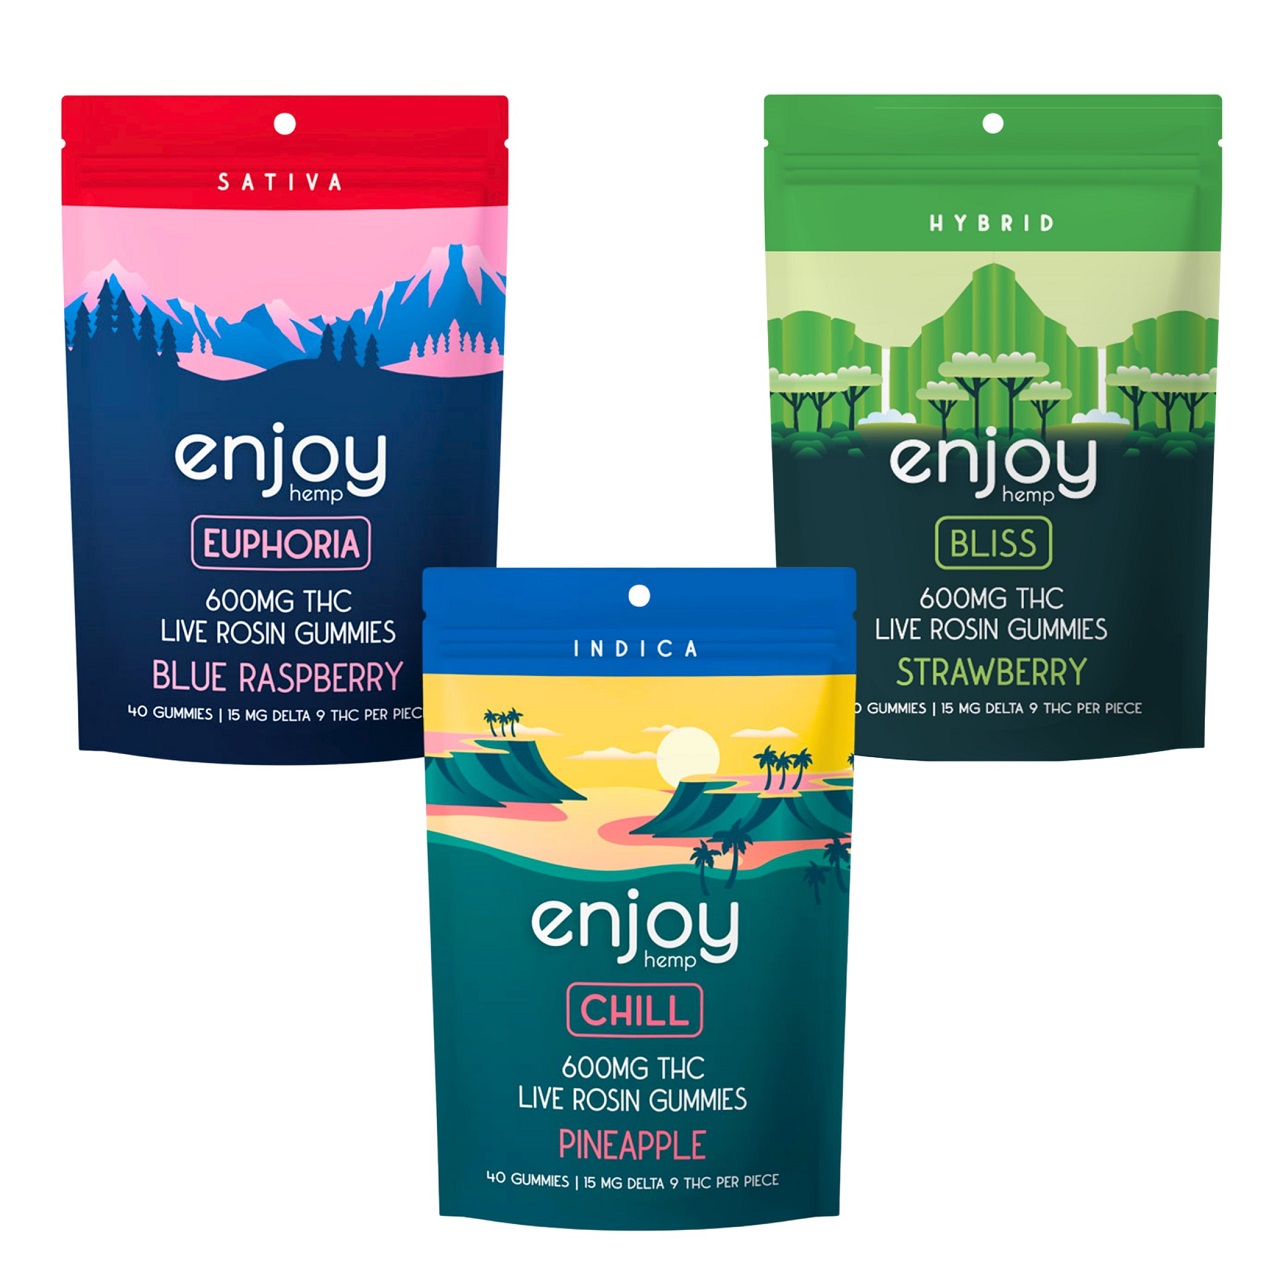 SATIVA
enjoy
hemp
EUPHORIA
600MG THC
LIVE ROSIN GUMMIES
BLUE RASPBERRY
40 GUMMIES | 15 MG DELTA 9 THC PER PIEC
HYBRID
enjoy
hemp
BLISS
600MG THC
LIVE ROSIN GUMMIES
STRAWBERRY
0 GUMMIES | 15 MG DELTA 9 THC PER PIECE
INDICA
enjoy
hemp
CHILL
600MG THC
LIVE ROSIN GUMMIES
PINEAPPLE
40 GUMMIES | 15 MG DELTA 9 THC PER PIECE